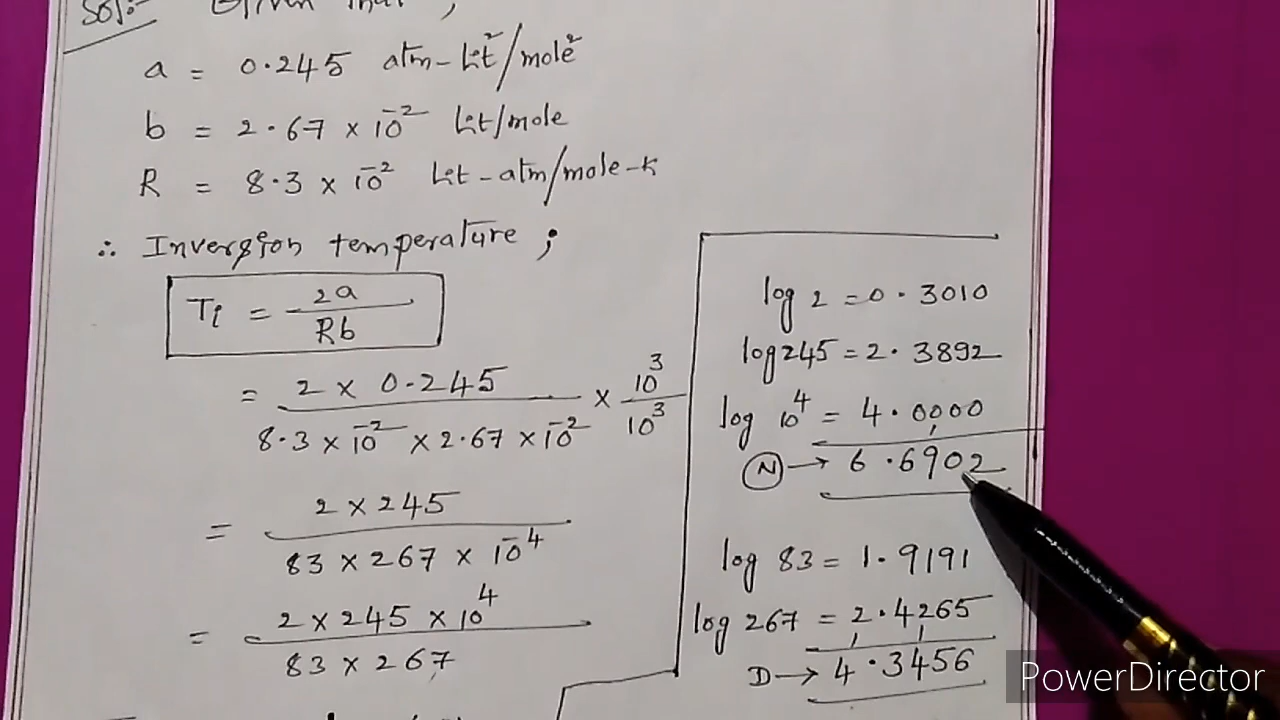 Sol:- Given that,
a = 0.245 atm-Lit²/mole²
b = 2.67 × 10⁻² Lit/mole
R = 8.3 × 10⁻² Lit-atm/mole-K
∴ Inversion temperature ;
Ti = 2a/Rb
= 2 × 0.245 / 8.3 × 10⁻² × 2.67 × 10⁻² × 10³/10³
= 2 × 245 / 83 × 267 × 10⁻⁴
= 2 × 245 × 10⁴ / 83 × 267
log 2 = 0.3010
log 245 = 2.3892
log 10⁴ = 4.0000
N → 6.6902
log 83 = 1.9191
log 267 = 2.4265
D → 4.3456
PowerDirector